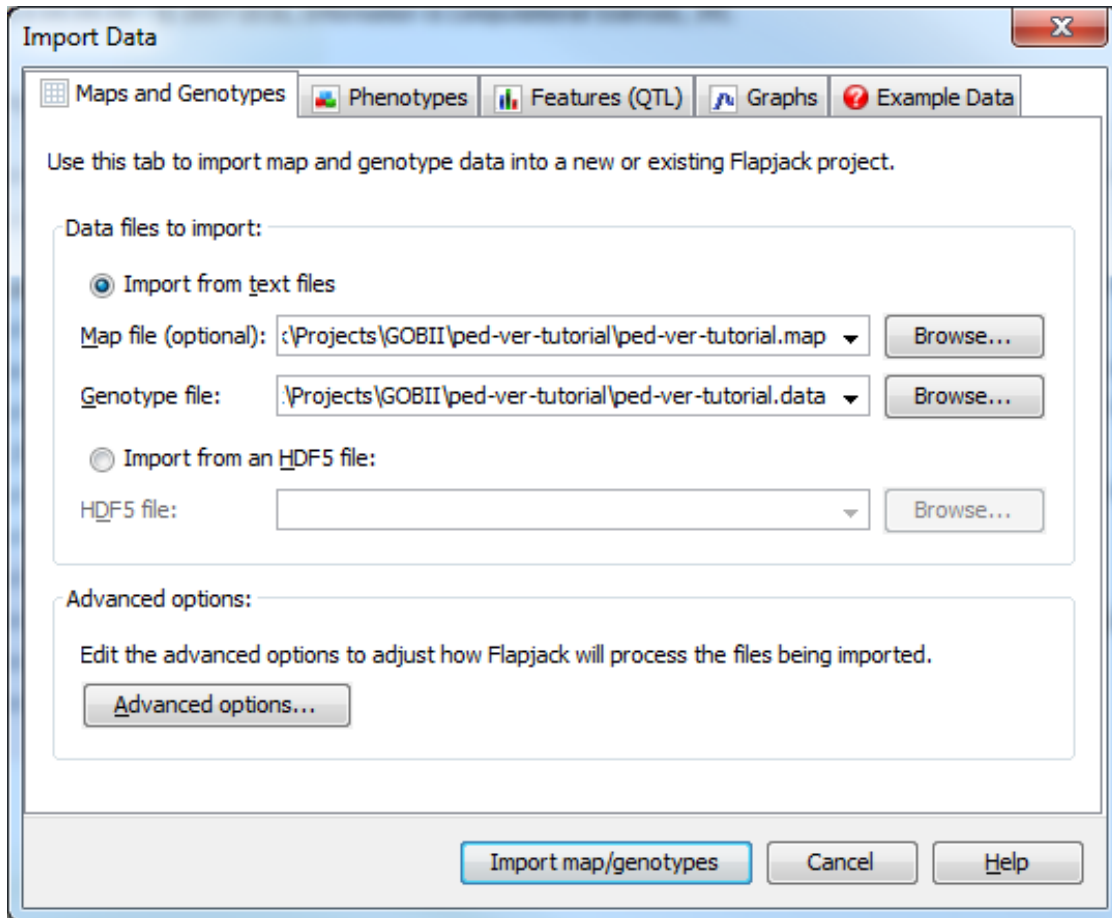 Import Data
Maps and Genotypes Phenotypes Features (QTL) Graphs Example Data
Use this tab to import map and genotype data into a new or existing Flapjack project.
Data files to import:
Import from text files
Map file (optional): :\Projects\GOBII\ped-ver-tutorial\ped-ver-tutorial.map Browse...
Genotype file: :\Projects\GOBII\ped-ver-tutorial\ped-ver-tutorial.data Browse...
Import from an HDF5 file:
HDF5 file: Browse...
Advanced options:
Edit the advanced options to adjust how Flapjack will process the files being imported.
Advanced options...
Import map/genotypes Cancel Help